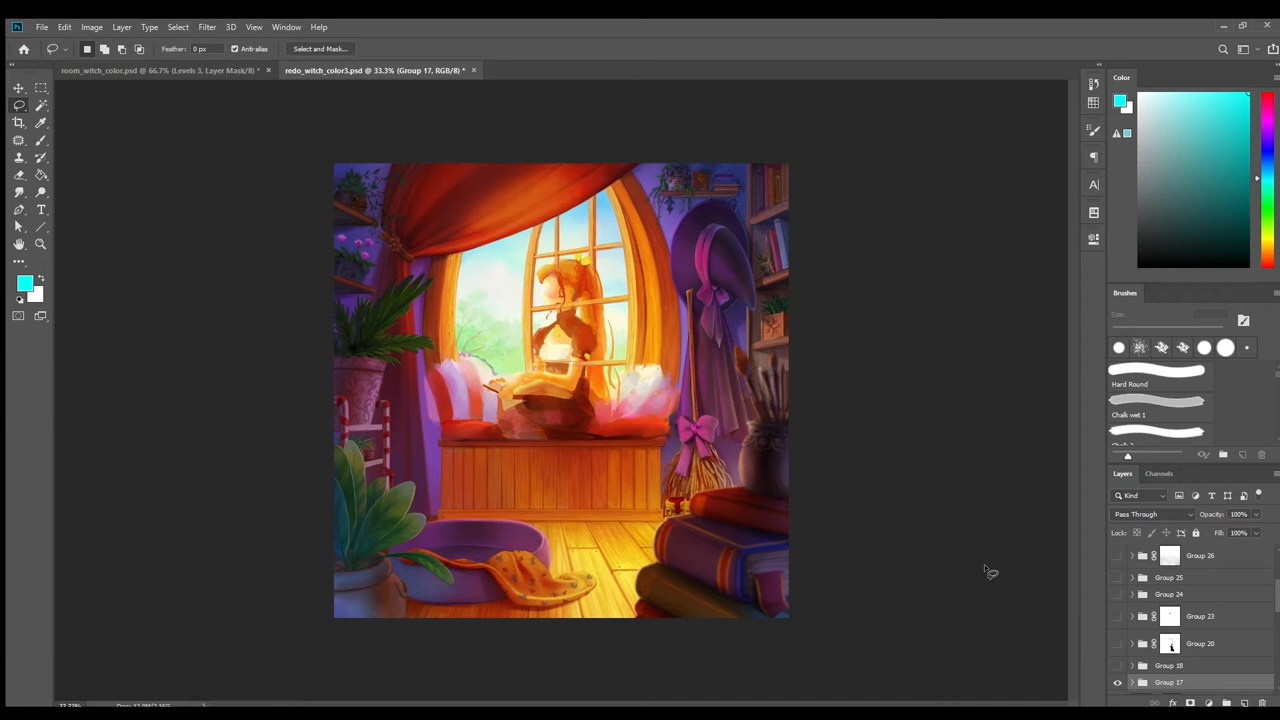 Ps File Edit Image Layer Type Select Filter 3D View Window Help
Feather: 0 px Anti-alias Select and Mask...
room_witch_color.psd @ 66.7% (Levels 3, Layer Mask/8) * × redo_witch_color3.psd @ 33.3% (Group 17, RGB/8) * ×
Color
Brushes
Size:
Hard Round
Chalk wet 1
Layers Channels
Kind
Pass Through Opacity: 100%
Lock: Fill: 100%
Group 26
Group 25
Group 24
Group 23
Group 20
Group 18
Group 17